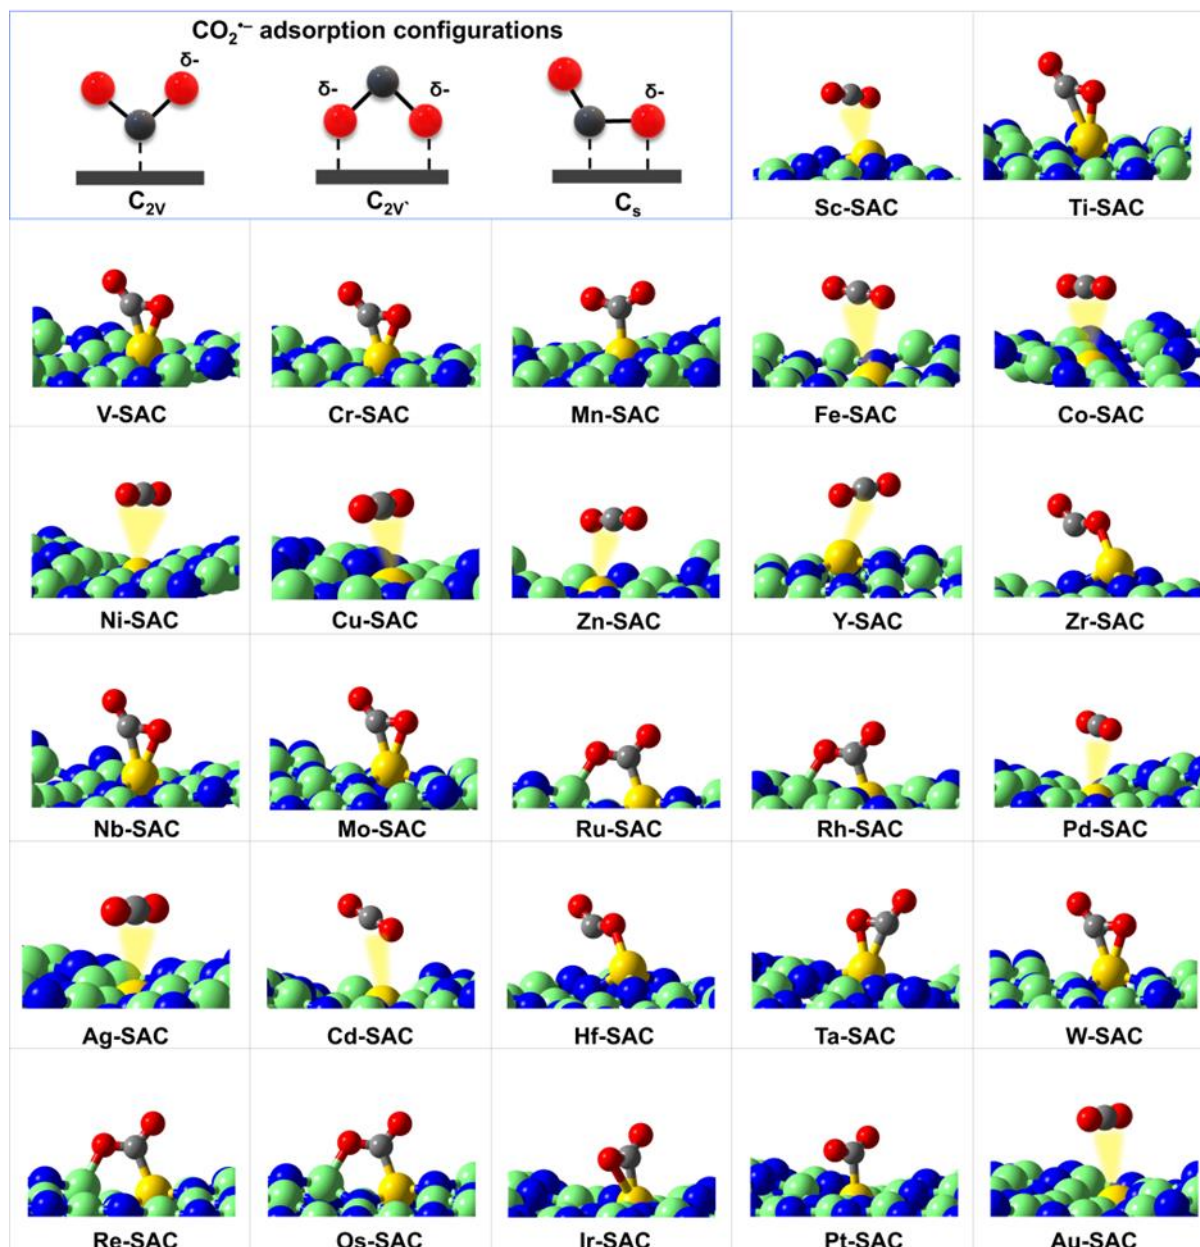 CO₂•– adsorption configurations
δ-
δ- δ-
δ-
C₂V C₂V` Cₛ
Sc-SAC Ti-SAC
V-SAC Cr-SAC Mn-SAC Fe-SAC Co-SAC
Ni-SAC Cu-SAC Zn-SAC Y-SAC Zr-SAC
Nb-SAC Mo-SAC Ru-SAC Rh-SAC Pd-SAC
Ag-SAC Cd-SAC Hf-SAC Ta-SAC W-SAC
Re-SAC Os-SAC Ir-SAC Pt-SAC Au-SAC